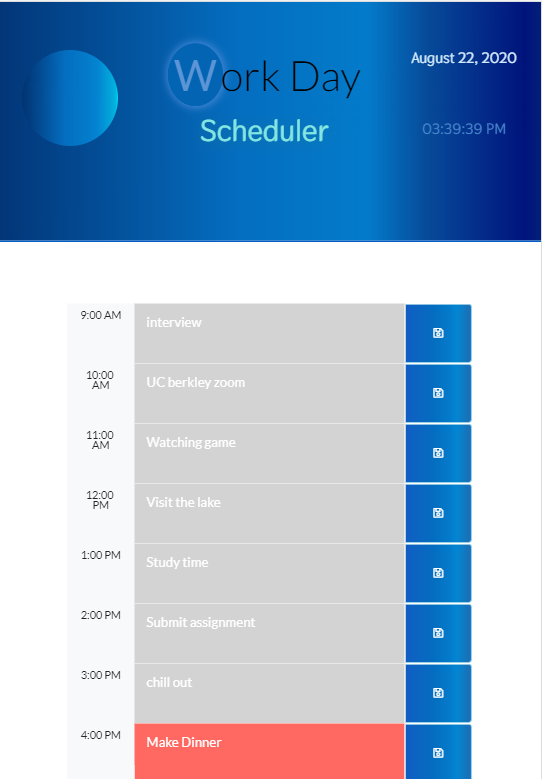 Work Day
Scheduler
August 22, 2020
03:39:39 PM
9:00 AM
interview
10:00
AM
UC berkley zoom
11:00
AM
Watching game
12:00
PM
Visit the lake
1:00 PM
Study time
2:00 PM
Submit assignment
3:00 PM
chill out
4:00 PM
Make Dinner